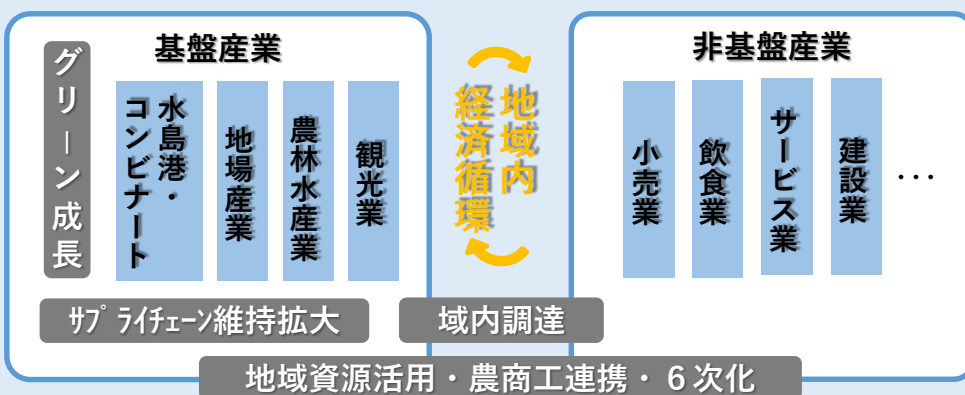 基盤産業
グリーン成長
水島港・
コンビナート
地場産業
農林水産業
観光業
地域内
経済循環
非基盤産業
小売業
飲食業
サービス業
建設業
・・・
ｻﾌﾟﾗｲﾁｪｰﾝ維持拡大
域内調達
地域資源活用・農商工連携・６次化